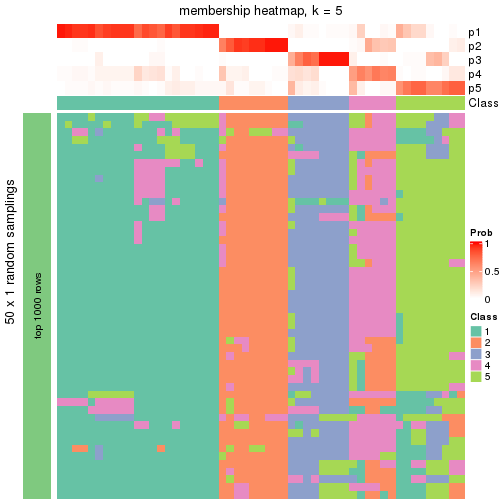 membership heatmap, k = 5
p1
p2
p3
p4
p5
Class
50 x 1 random samplings
top 1000 rows
Prob
1
0.5
0
Class
1
2
3
4
5